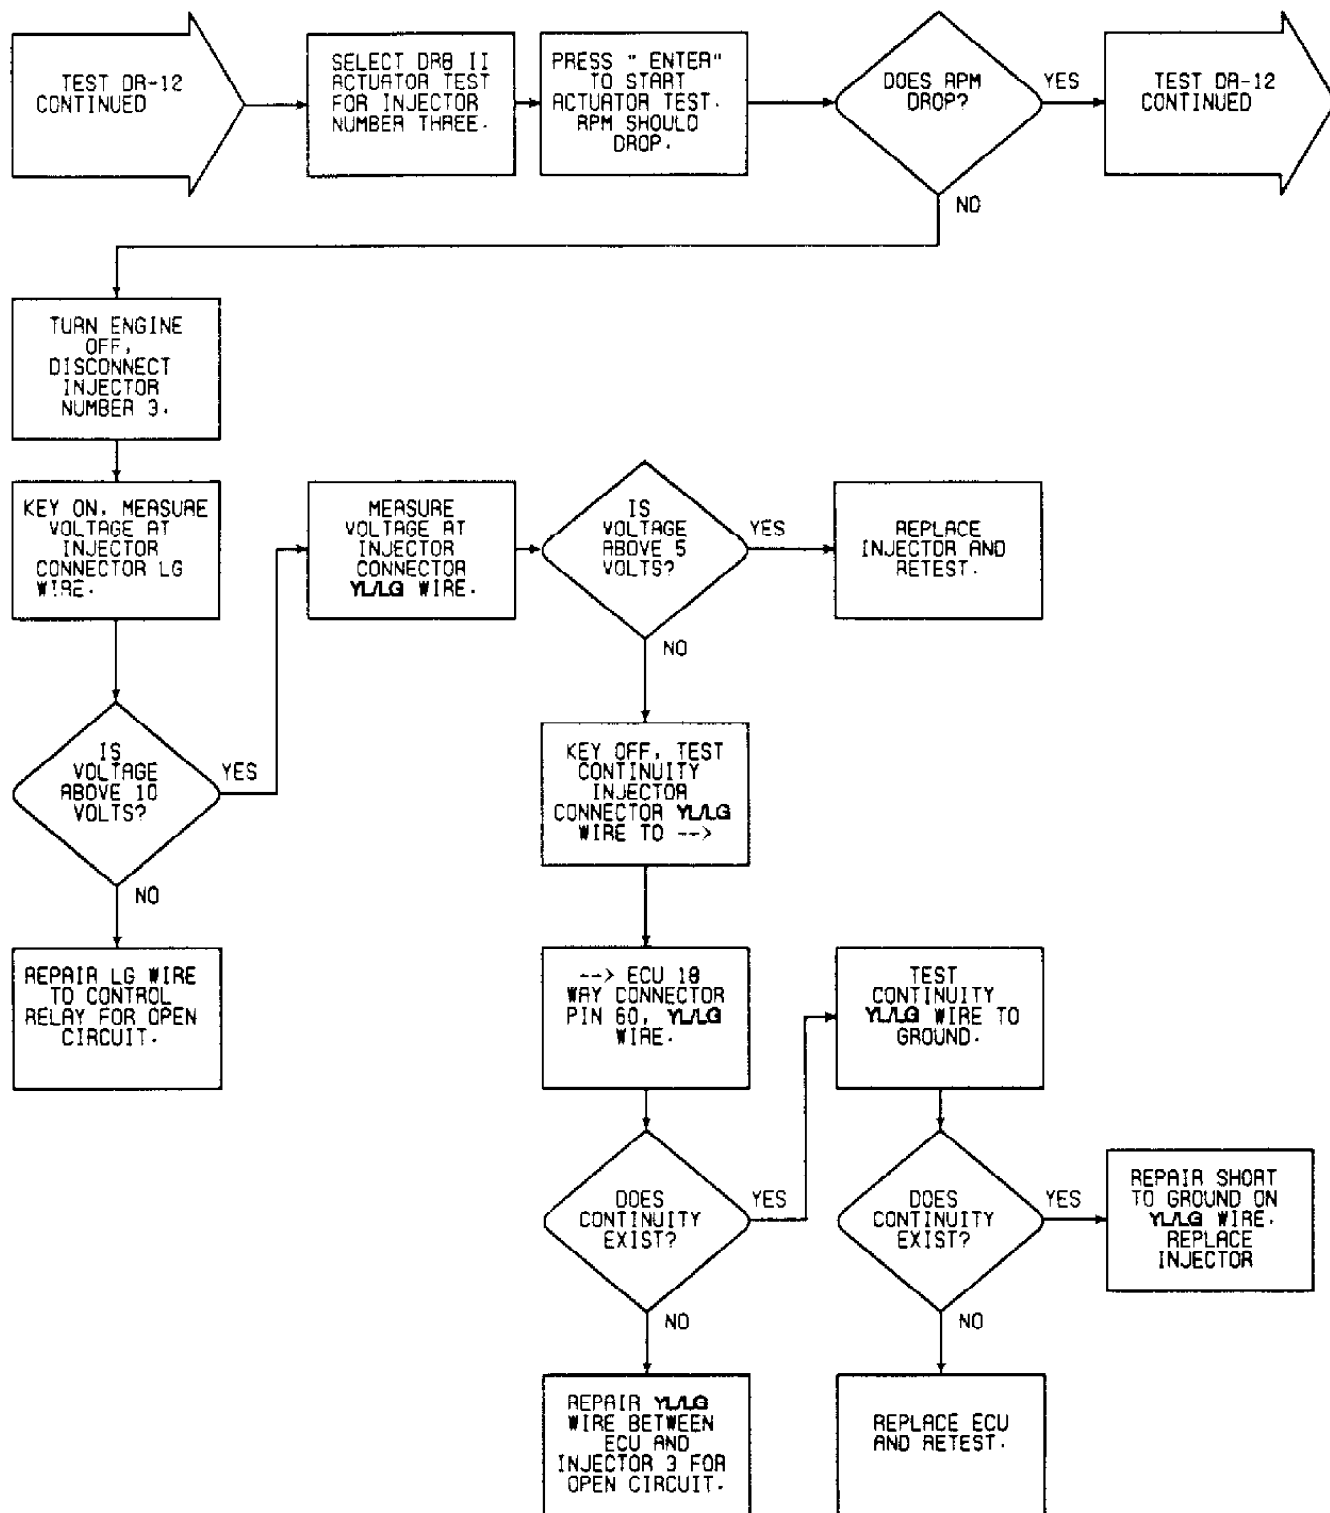 TEST DR-12
CONTINUED
SELECT DRB II
ACTUATOR TEST
FOR INJECTOR
NUMBER THREE.
PRESS " ENTER"
TO START
ACTUATOR TEST.
RPM SHOULD
DROP.
DOES RPM
DROP?
YES
TEST DR-12
CONTINUED
NO
TURN ENGINE
OFF,
DISCONNECT
INJECTOR
NUMBER 3.
KEY ON, MEASURE
VOLTAGE AT
INJECTOR
CONNECTOR LG
WIRE.
MEASURE
VOLTAGE AT
INJECTOR
CONNECTOR
YL/LG WIRE.
IS
VOLTAGE
ABOVE 5
VOLTS?
YES
REPLACE
INJECTOR AND
RETEST.
NO
IS
VOLTAGE
ABOVE 10
VOLTS?
YES
KEY OFF, TEST
CONTINUITY
INJECTOR
CONNECTOR YL/LG
WIRE TO -->
NO
REPAIR LG WIRE
TO CONTROL
RELAY FOR OPEN
CIRCUIT.
--> ECU 18
WAY CONNECTOR
PIN 60, YL/LG
WIRE.
TEST
CONTINUITY
YL/LG WIRE TO
GROUND.
DOES
CONTINUITY
EXIST?
YES
DOES
CONTINUITY
EXIST?
YES
REPAIR SHORT
TO GROUND ON
YL/LG WIRE.
REPLACE
INJECTOR
NO
NO
REPAIR YL/LG
WIRE BETWEEN
ECU AND
INJECTOR 3 FOR
OPEN CIRCUIT.
REPLACE ECU
AND RETEST.